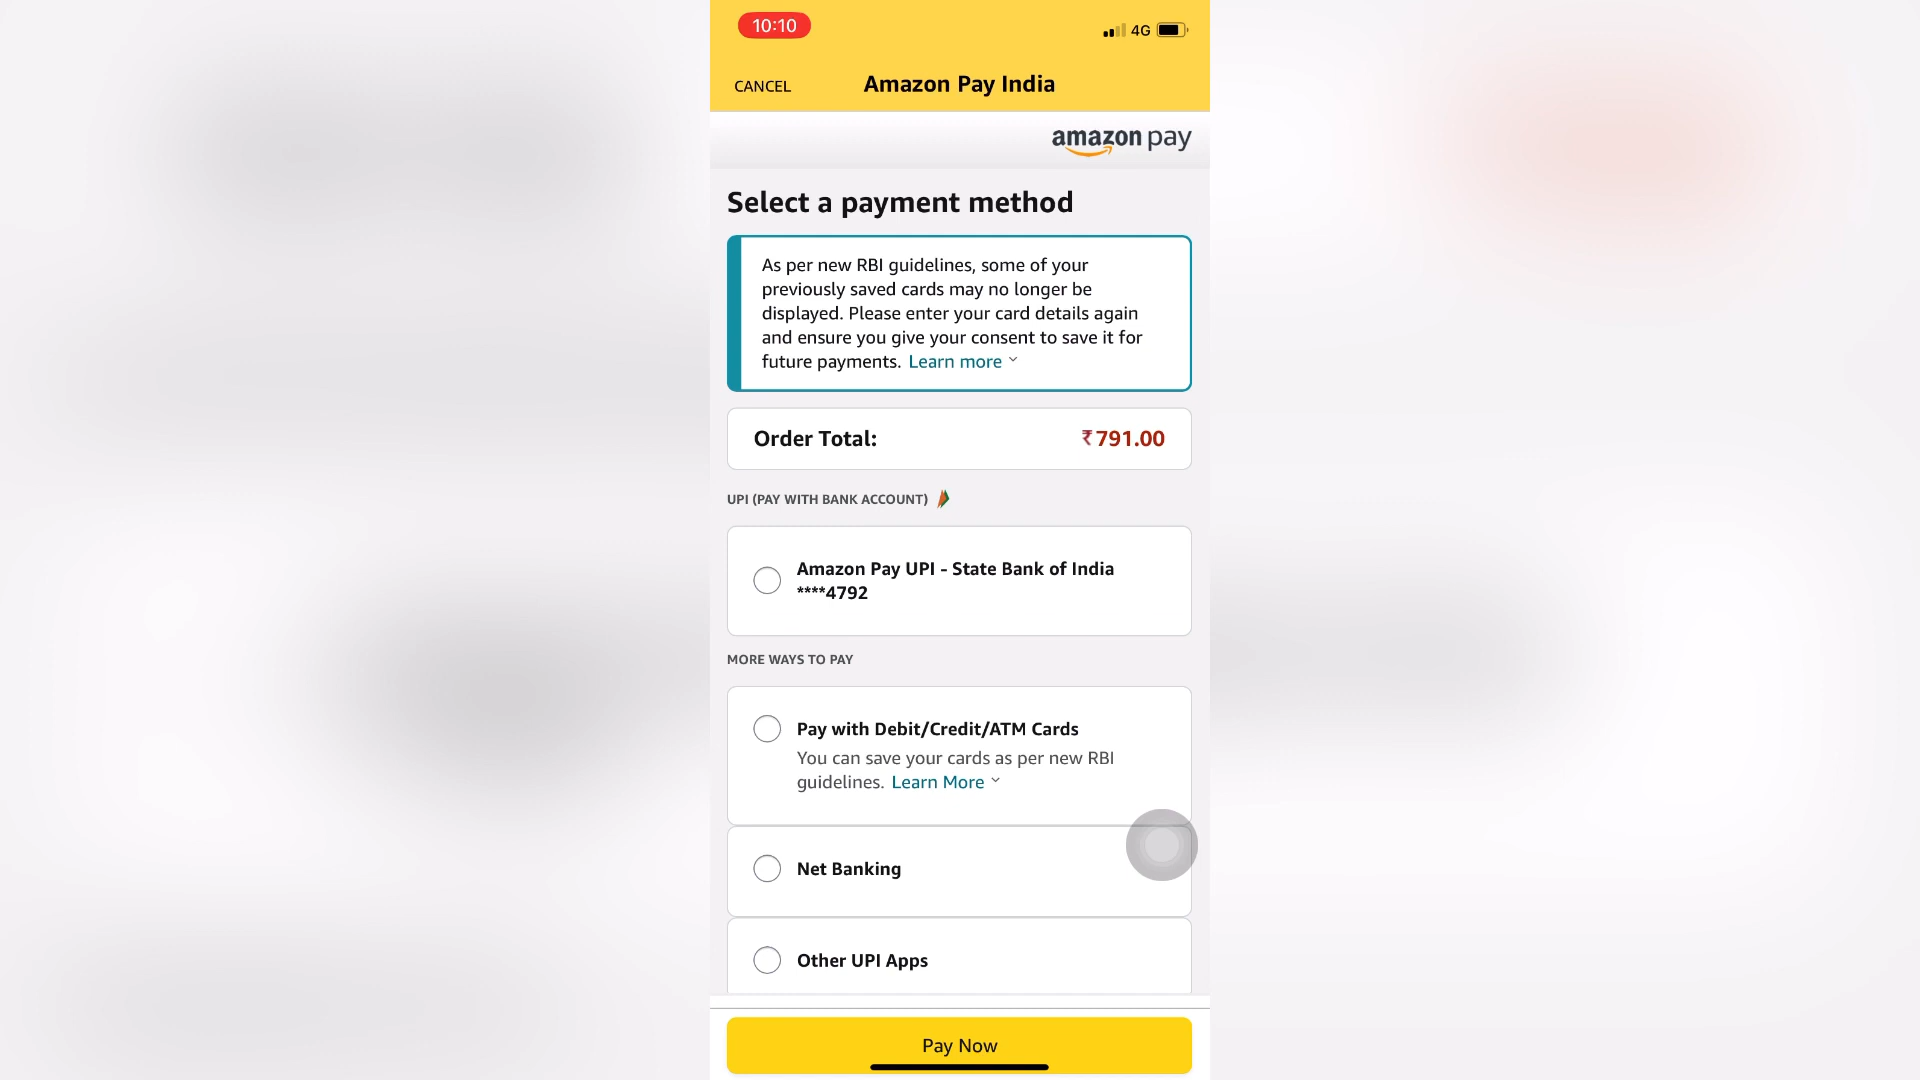 10:10
4G
CANCEL
Amazon Pay India
amazon pay
Select a payment method
As per new RBI guidelines, some of your
previously saved cards may no longer be
displayed. Please enter your card details again
and ensure you give your consent to save it for
future payments. Learn more
Order Total: ₹791.00
UPI (PAY WITH BANK ACCOUNT)
Amazon Pay UPI - State Bank of India
****4792
MORE WAYS TO PAY
Pay with Debit/Credit/ATM Cards
You can save your cards as per new RBI
guidelines. Learn More
Net Banking
Other UPI Apps
Pay Now